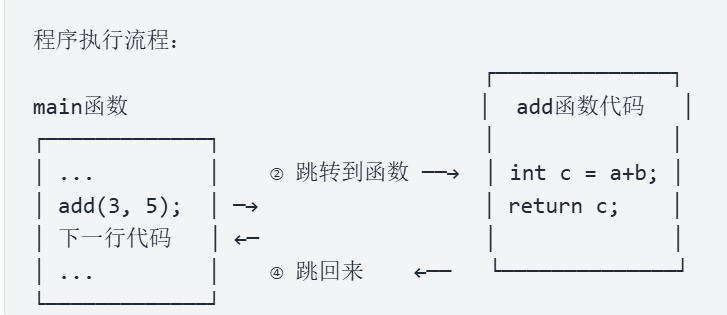 程序执行流程：
main函数
add函数代码
...
② 跳转到函数 ──→
int c = a+b;
add(3, 5); ─→
return c;
下一行代码 ←─
...
④ 跳回来 ←──